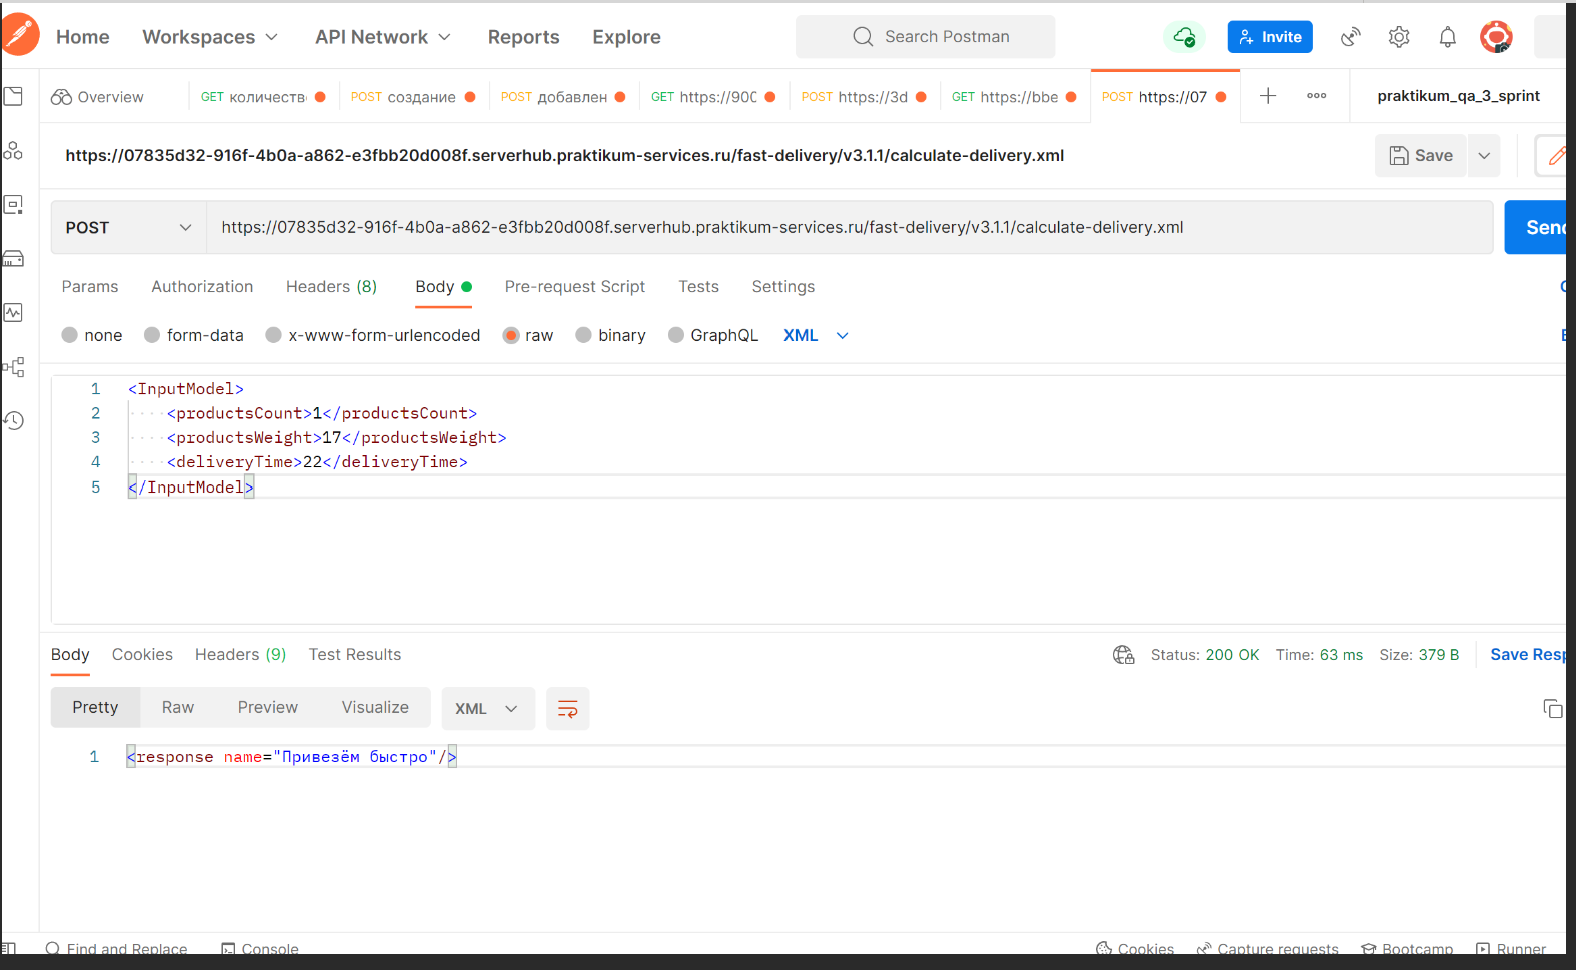 Home Workspaces API Network Reports Explore Search Postman Invite
Overview GET количеств POST создание POST добавлен GET https://90 POST https://3d GET https://bbe POST https://07 praktikum_qa_3_sprint
https://07835d32-916f-4b0a-a862-e3fbb20d008f.serverhub.praktikum-services.ru/fast-delivery/v3.1.1/calculate-delivery.xml Save
POST https://07835d32-916f-4b0a-a862-e3fbb20d008f.serverhub.praktikum-services.ru/fast-delivery/v3.1.1/calculate-delivery.xml Send
Params Authorization Headers (8) Body Pre-request Script Tests Settings
none form-data x-www-form-urlencoded raw binary GraphQL XML
1 <InputModel>
2 <productsCount>1</productsCount>
3 <productsWeight>17</productsWeight>
4 <deliveryTime>22</deliveryTime>
5 </InputModel>
Body Cookies Headers (9) Test Results Status: 200 OK Time: 63 ms Size: 379 B Save Resp
Pretty Raw Preview Visualize XML
1 <response name="Привезём быстро"/>
Find and Replace Console Cookies Capture requests Bootcamp Runner